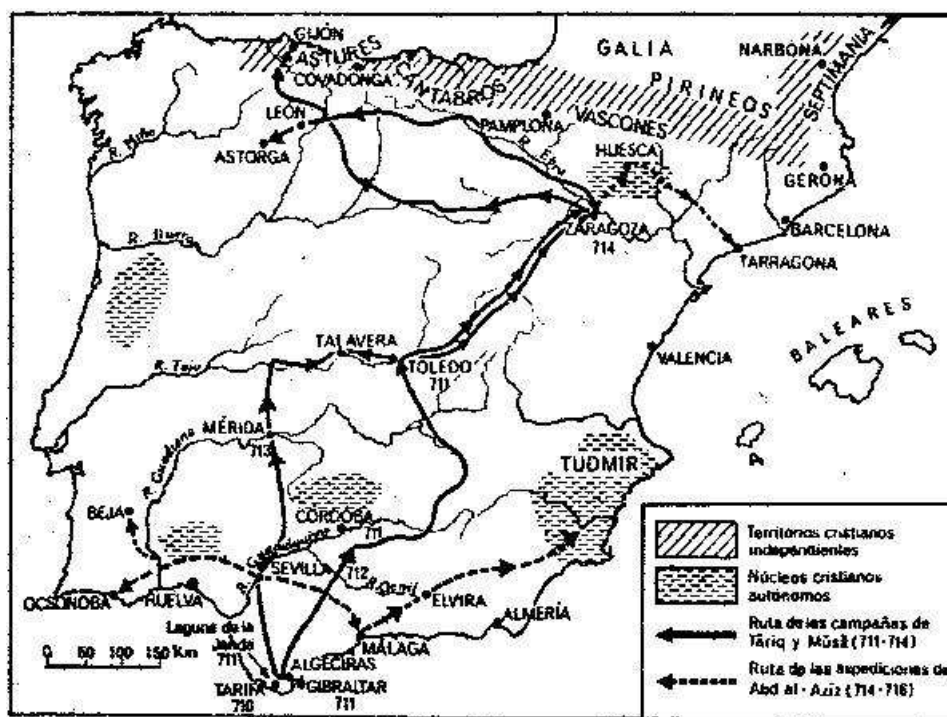 GIJÓN
ASTURES
COVADONGA
CANTABROS
GALIA
NARBONA
PIRINEOS
SEPTIMANIA
LEÓN
ASTORGA
PAMPLONA
VASCONES
R. Miño
R. Ebro
HUESCA
GERONA
ZARAGOZA
714
BARCELONA
TARRAGONA
R. Duero
BALEARES
TALAVERA
R. Tajo
TOLEDO
711
VALENCIA
MÉRIDA
713
R. Guadiana
TUDMIR
BEJA
CÓRDOBA
711
R. Guadalquivir
SEVILLA
712
R. Genil
OCSONOBA
HUELVA
ELVIRA
ALMERÍA
Laguna de la
Janda
711
MÁLAGA
0 50 100 150 Km
ALGECIRAS
TARIFA
710
GIBRALTAR
711
Territorios cristianos
independientes
Núcleos cristianos
autónomos
Ruta de las campañas de
Tāriq y Mūsā (711-714)
Ruta de las expediciones de
Abd al-Azīz (714-716)